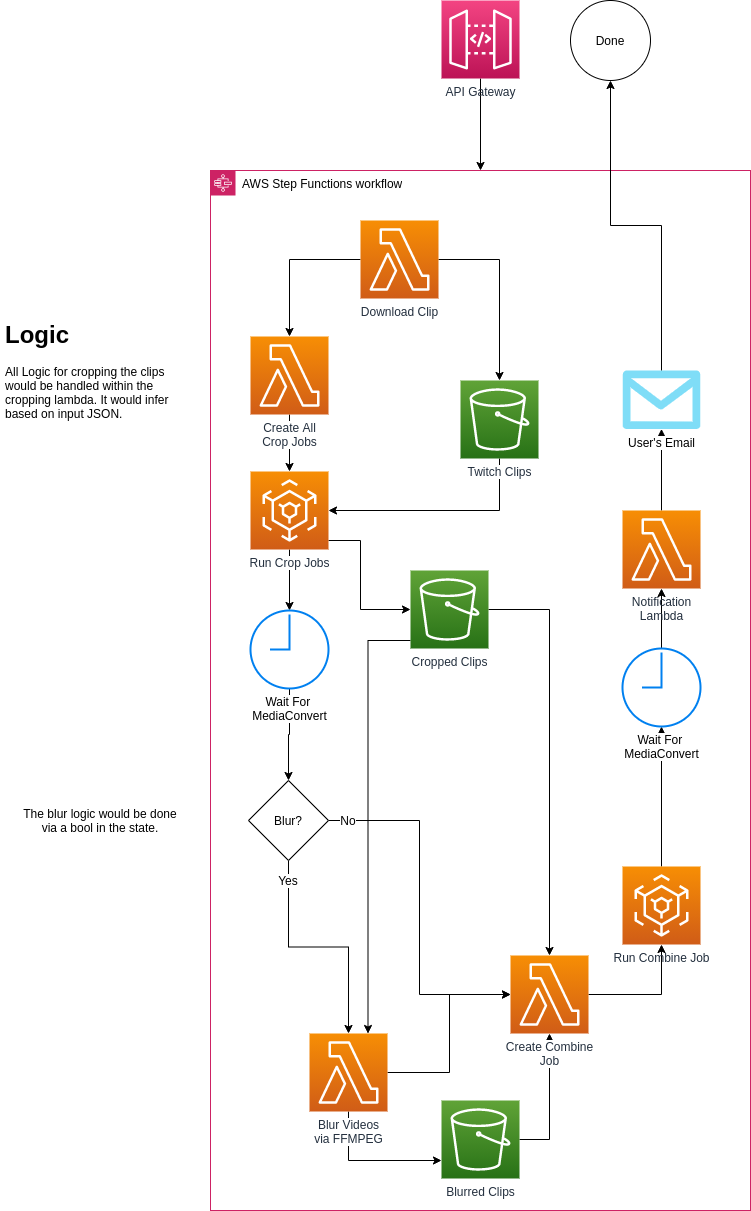 Done
API Gateway
AWS Step Functions workflow
Download Clip
Logic
All Logic for cropping the clips
would be handled within the
cropping lambda. It would infer
based on input JSON.
Create All
Crop Jobs
Twitch Clips
User's Email
Run Crop Jobs
Notification
Lambda
Cropped Clips
Wait For
MediaConvert
Wait For
MediaConvert
The blur logic would be done
via a bool in the state.
Blur?
No
Yes
Run Combine Job
Create Combine
Job
Blur Videos
via FFMPEG
Blurred Clips